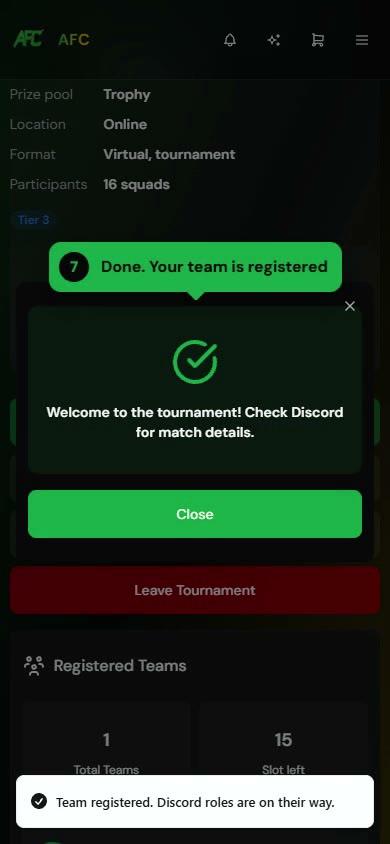 AFC AFC
Prize pool Trophy
Location Online
Format Virtual, tournament
Participants 16 squads
Tier 3
7 Done. Your team is registered
Welcome to the tournament! Check Discord
for match details.
Close
Leave Tournament
Registered Teams
1 15
Total Teams Slot left
Team registered. Discord roles are on their way.